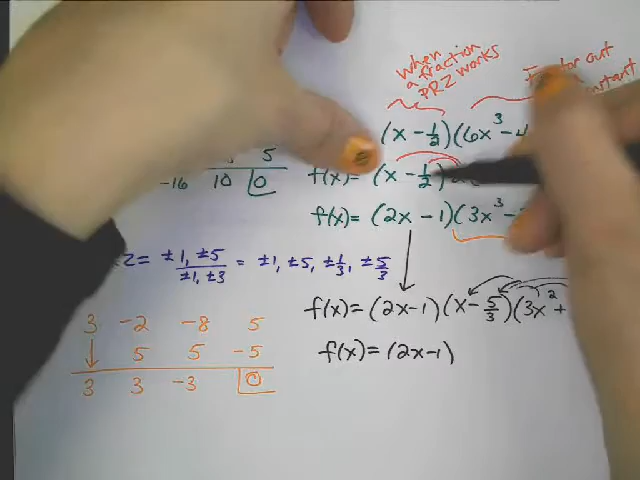 When a fraction PRZ works
out
(x - 1/2)(6x³ - 4
5
-16 10 0
f(x) = (x - 1/2)
f(x) = (2x - 1)(3x³ -
Z = ±1, ±5 / ±1, ±3 = ±1, ±5, ±1/3, ±5/3
f(x) = (2x-1)(x - 5/3)(3x² +
3 -2 -8 5
5 5 -5
3 3 -3 0
f(x) = (2x-1)